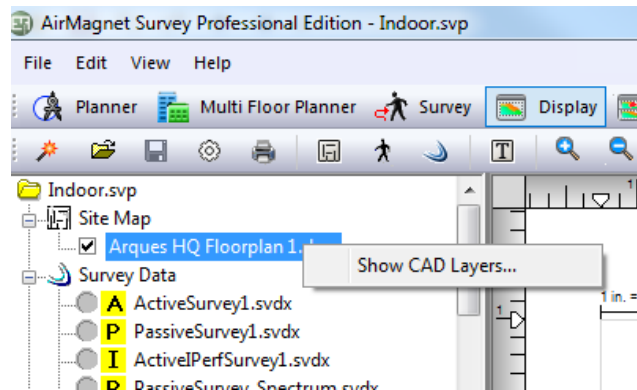 AirMagnet Survey Professional Edition - Indoor.svp
File Edit View Help
Planner Multi Floor Planner Survey Display
T
Indoor.svp
Site Map
Arques HQ Floorplan 1.
Show CAD Layers...
Survey Data
1 in. =
1
A ActiveSurvey1.svdx
P PassiveSurvey1.svdx
I ActiveIPerfSurvey1.svdx
PassiveSurvey_Spectrum.svdx